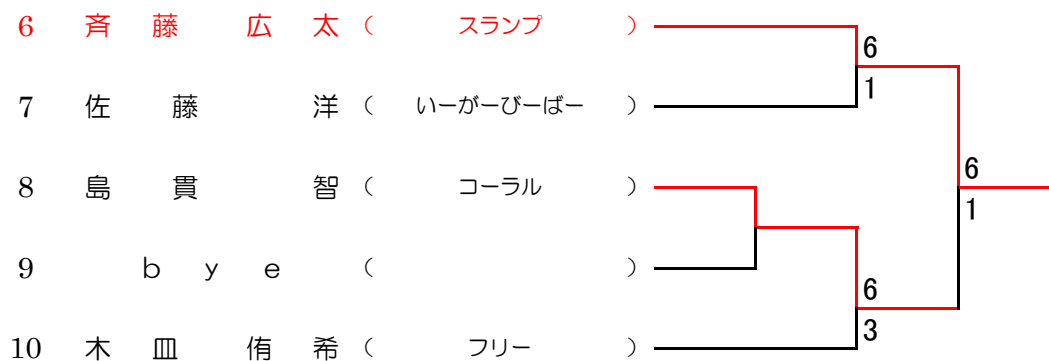 6 斉藤 広太 ( スランプ )
7 佐藤 洋 ( いーがーびーばー )
8 島貫 智 ( コーラル )
9 bye ( )
10 木皿 侑希 ( フリー )
6
1
6
1
6
3